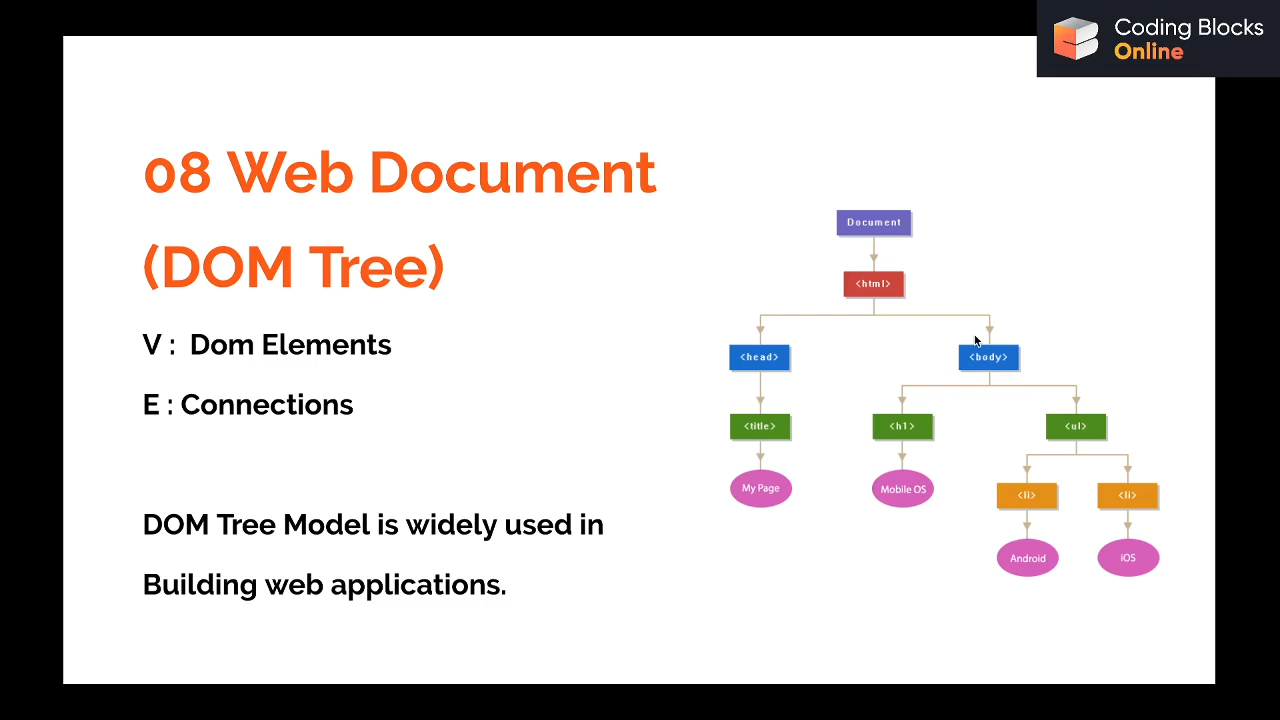 Coding Blocks
Online
08 Web Document
(DOM Tree)
V :  Dom Elements
E : Connections
DOM Tree Model is widely used in
Building web applications.
Document
<html>
<head>
<body>
<title>
<h1>
<ul>
My Page
Mobile OS
<li>
<li>
Android
iOS